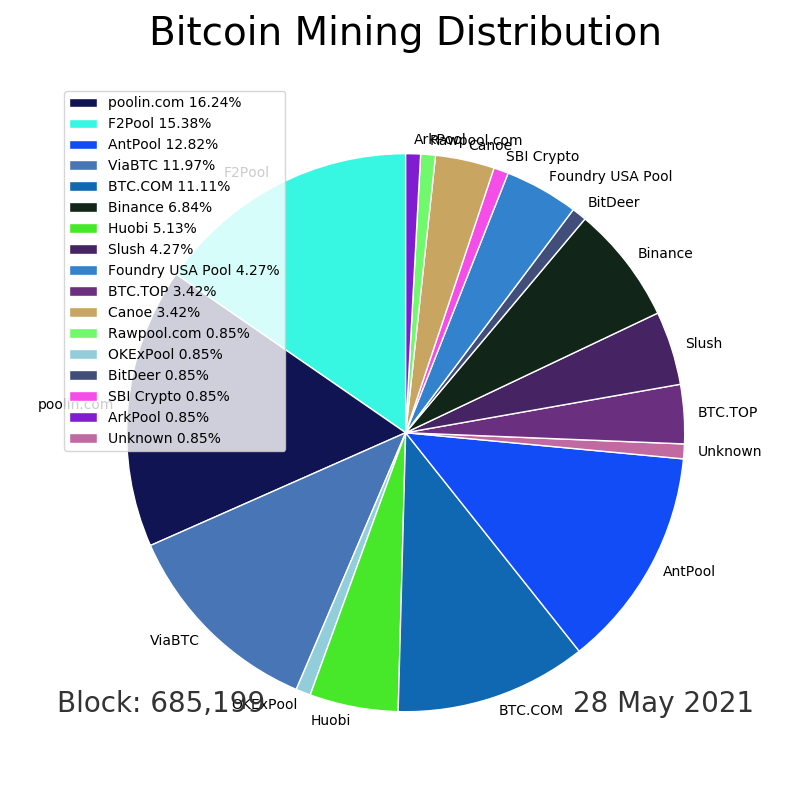 Bitcoin Mining Distribution
poolin.com 16.24%
F2Pool 15.38%
AntPool 12.82%
ViaBTC 11.97%
BTC.COM 11.11%
Binance 6.84%
Huobi 5.13%
Slush 4.27%
Foundry USA Pool 4.27%
BTC.TOP 3.42%
Canoe 3.42%
Rawpool.com 0.85%
OKExPool 0.85%
BitDeer 0.85%
SBI Crypto 0.85%
ArkPool 0.85%
Unknown 0.85%
ArkPool
Rawpool.com
Canoe
SBI Crypto
Foundry USA Pool
BitDeer
Binance
Slush
BTC.TOP
Unknown
AntPool
BTC.COM
Huobi
OKExPool
ViaBTC
poolin.com
F2Pool
Block: 685,199
28 May 2021